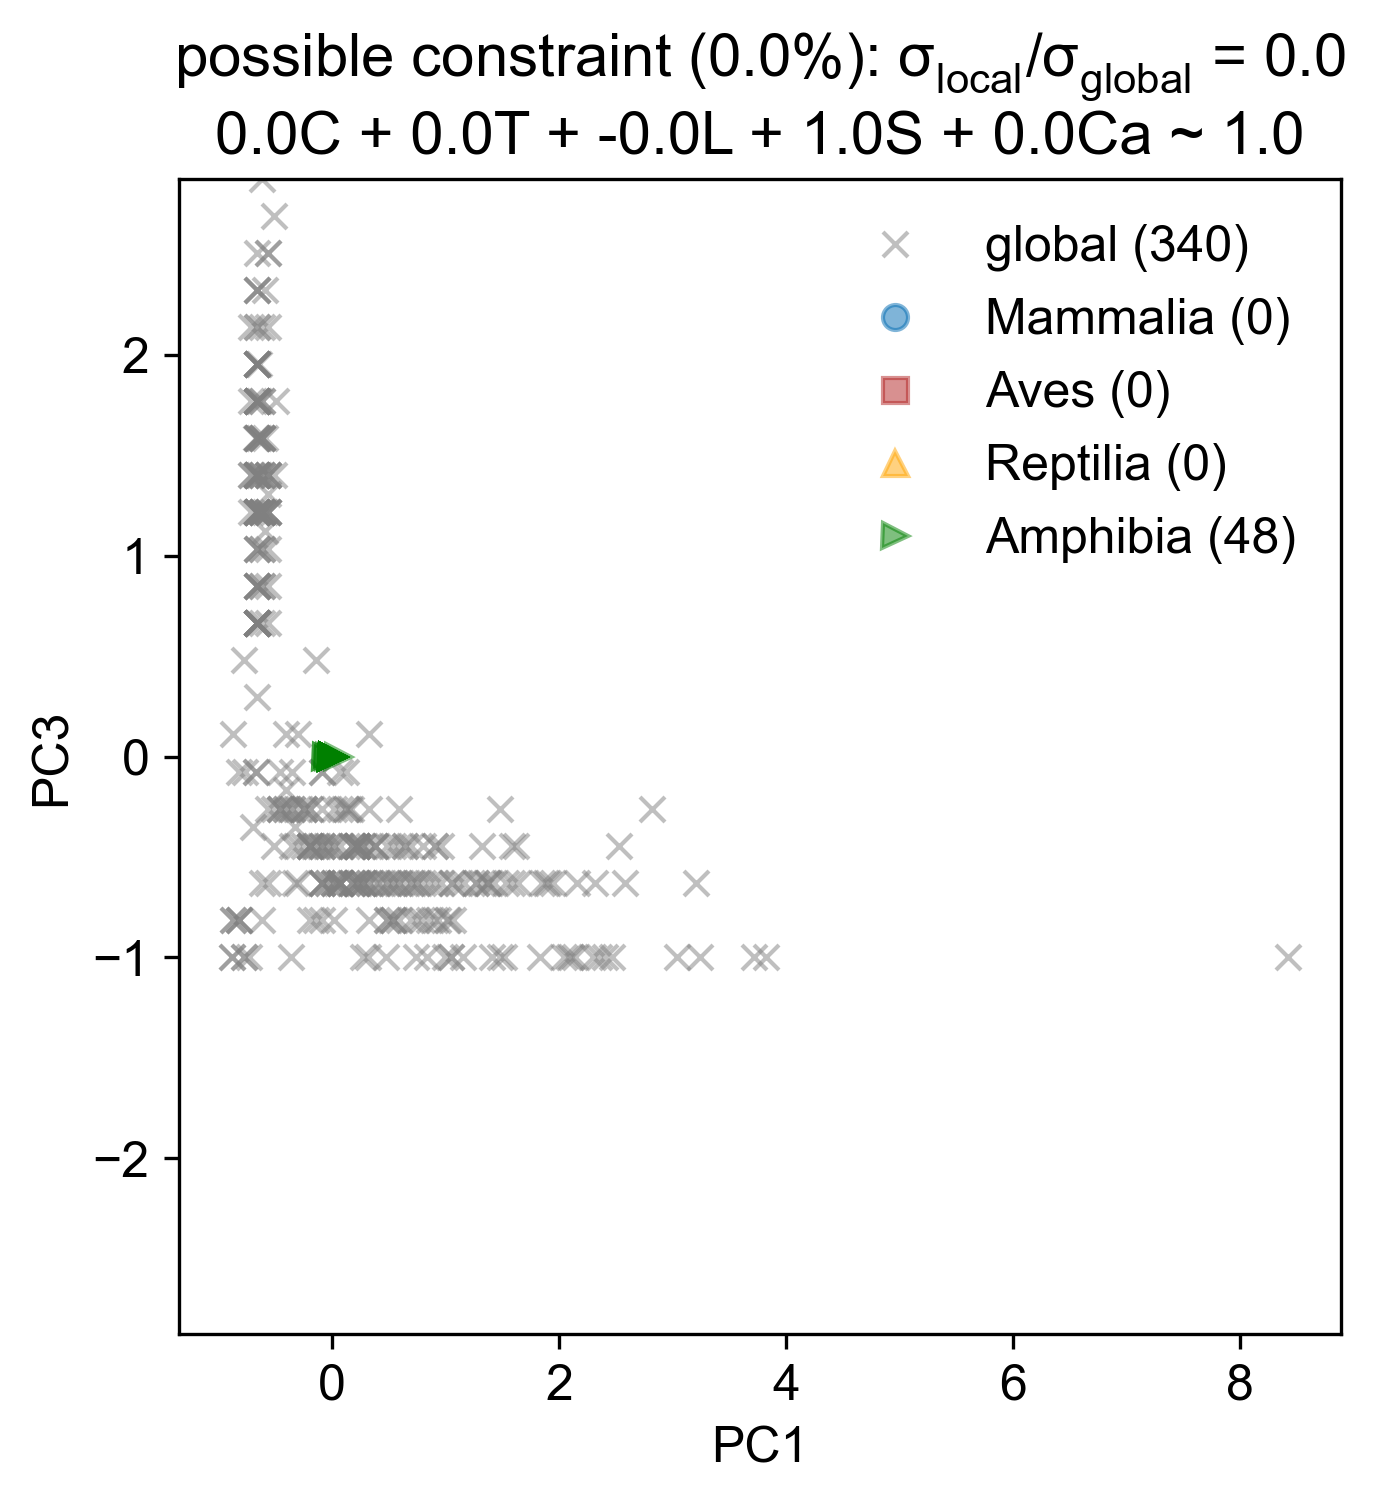 possible constraint (0.0%): σlocal/σglobal = 0.0
0.0C + 0.0T + -0.0L + 1.0S + 0.0Ca ~ 1.0
global (340)
Mammalia (0)
Aves (0)
Reptilia (0)
Amphibia (48)
2
1
0
−1
−2
PC3
0 2 4 6 8
PC1